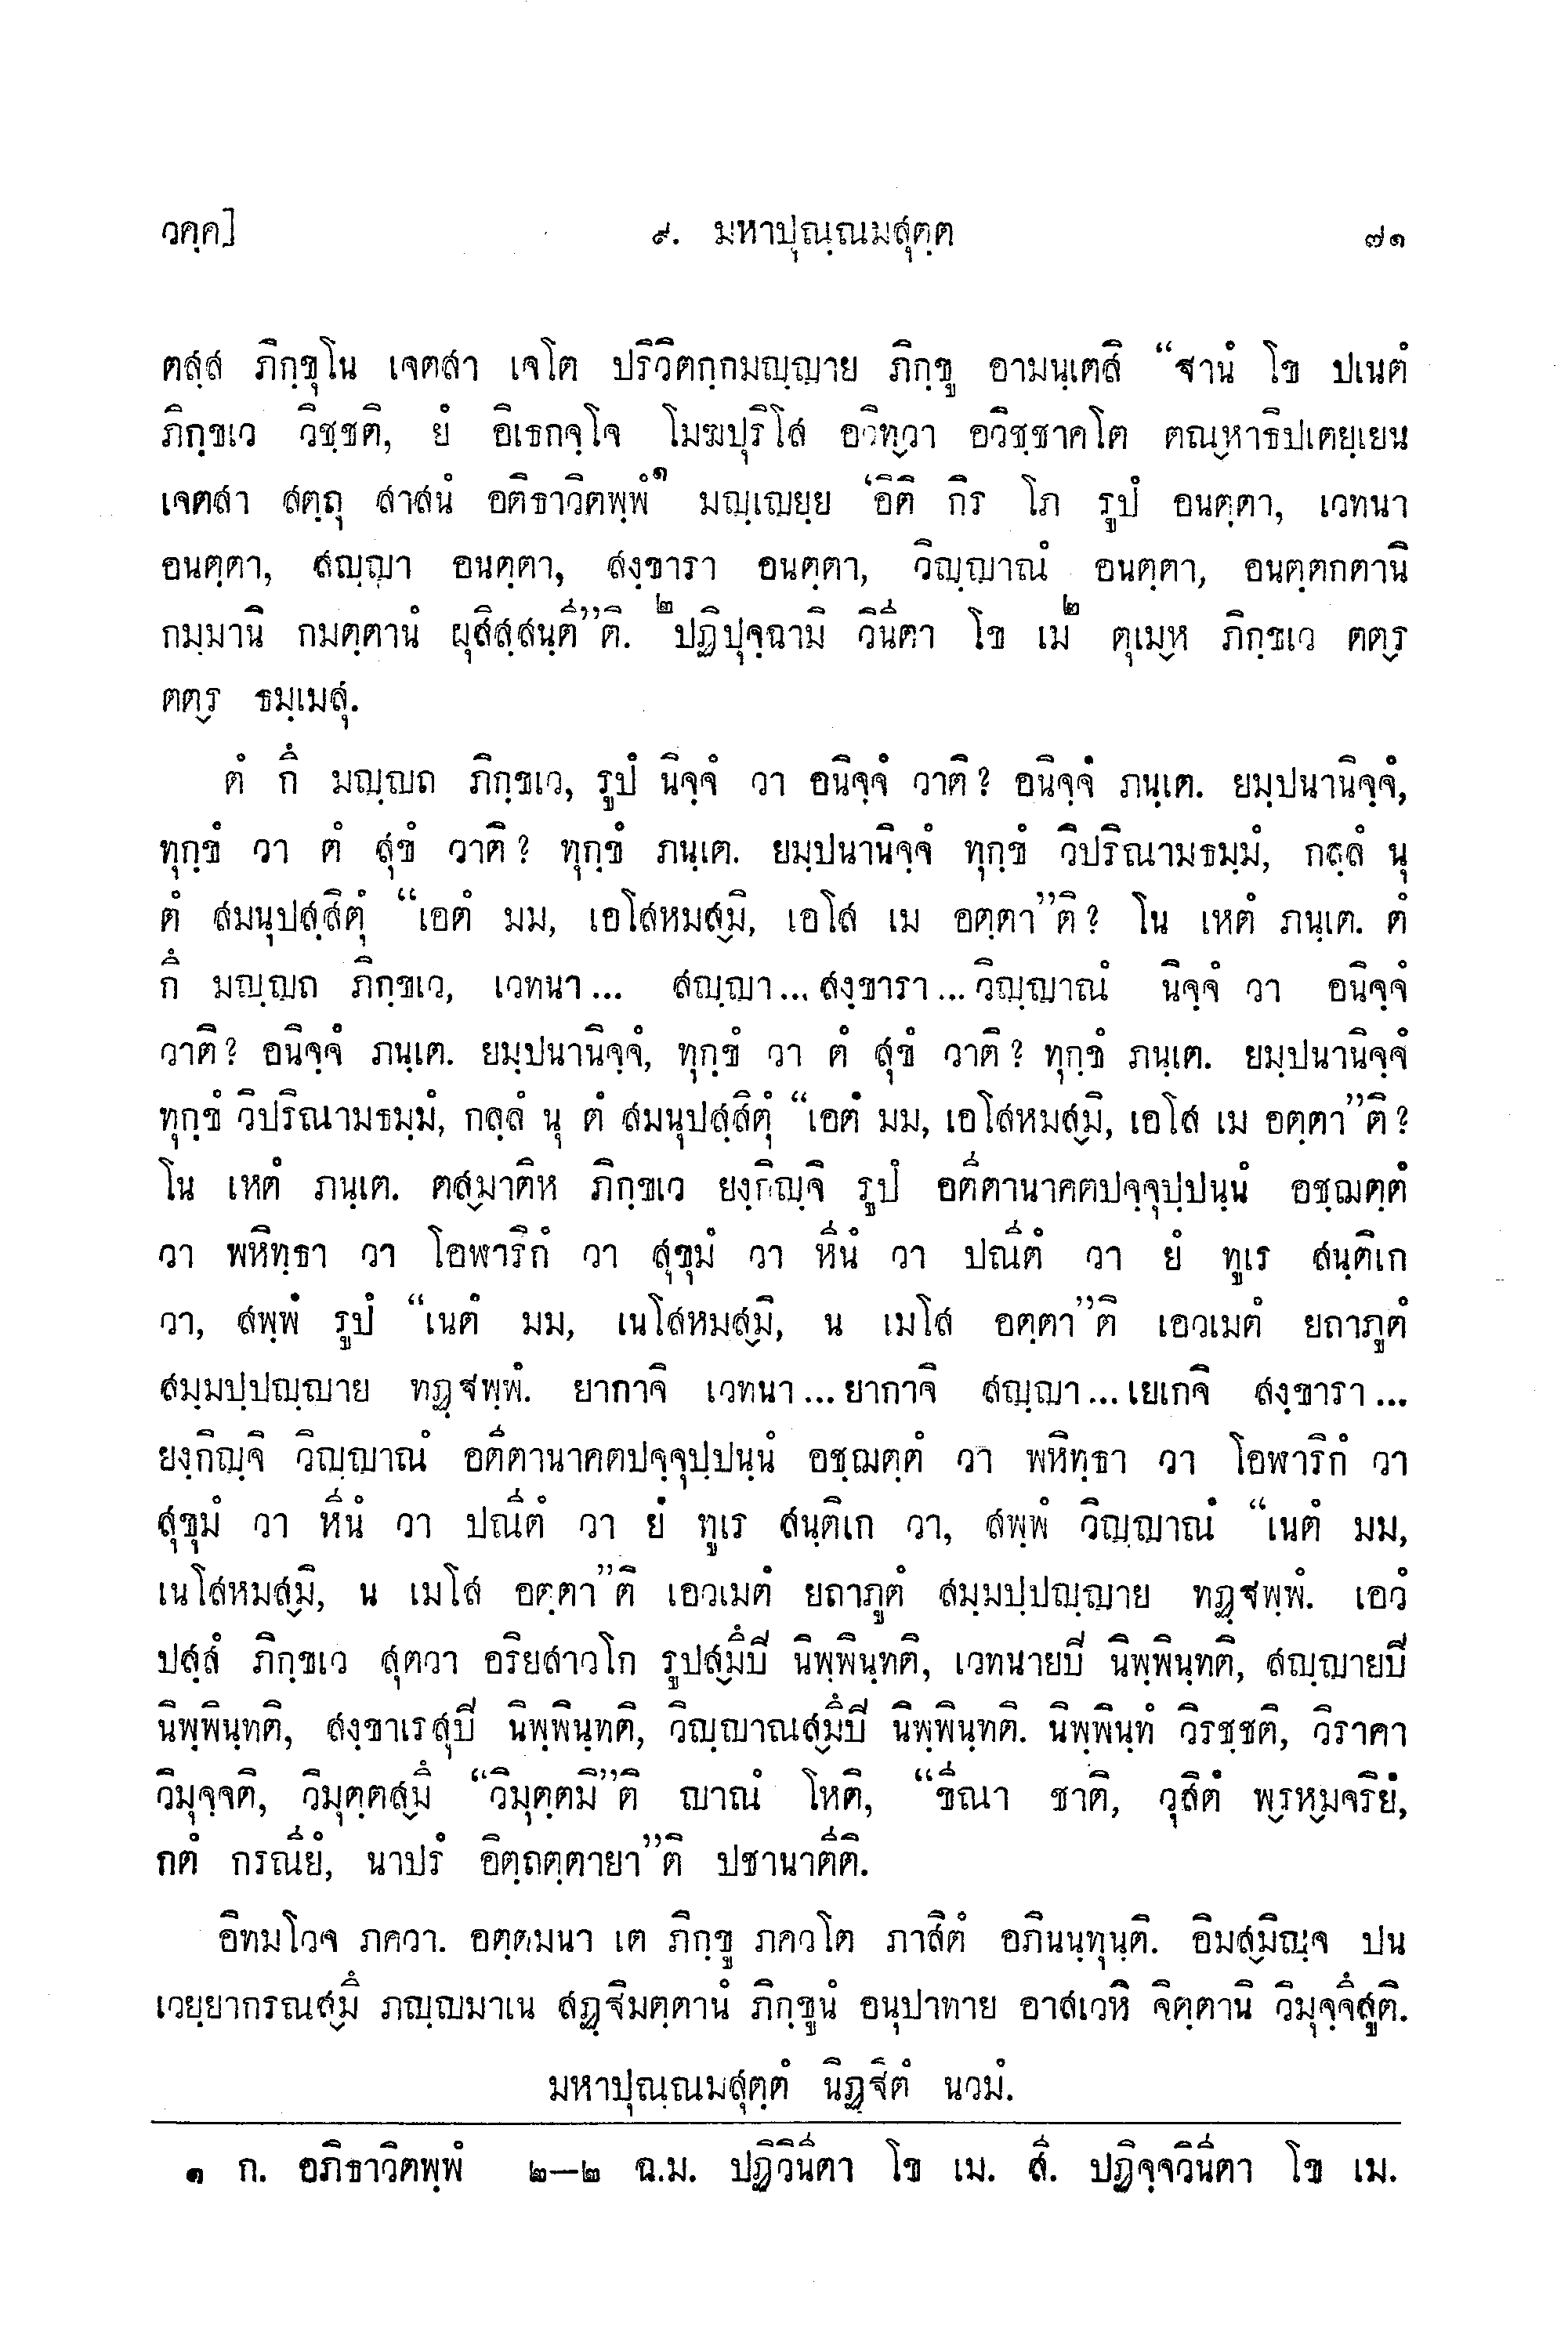 วคฺค]	๙. มหาปุณฺณมสุตฺต	๗๑
ตสฺส ภิกฺขุโน เจตสา เจโต ปริวิตกฺกมญฺญาย ภิกฺขู อามนฺเตสิ “ฐานํ โข ปเนตํ
ภิกฺขเว วิชฺชติ, ยํ อิเธกจฺโจ โมฆปุริโส อวิทฺวา อวิชฺชาคโต ตณฺหาธิปเตยฺเยน
เจตสา สตฺถุ สาสนํ อติธาวิตพฺพํ๑ มญฺเญยฺย ‘อิติ กิร โภ รูปํ อนตฺตา, เวทนา
อนตฺตา, สญฺญา อนตฺตา, สงฺขารา อนตฺตา, วิญฺญาณํ อนตฺตา, อนตฺตกตานิ
กมฺมานิ กมตฺตานํ ผุสิสฺสนฺตี”ติ. ๒ปฏิปุจฺฉามิ วินีตา โข เม๒ ตุเมฺห ภิกฺขเว ตตฺร
ตตฺร ธมฺเมสุ.
ตํ กึ มญฺญถ ภิกฺขเว, รูปํ นิจฺจํ วา อนิจฺจํ วาติ? อนิจฺจํ ภนฺเต. ยมฺปนานิจฺจํ,
ทุกฺขํ วา ตํ สุขํ วาติ? ทุกฺขํ ภนฺเต. ยมฺปนานิจฺจํ ทุกฺขํ วิปริณามธมฺมํ, กลฺลํ นุ
ตํ สมนุปสฺสิตุํ “เอตํ มม, เอโสหมสฺมิ, เอโส เม อตฺตา”ติ? โน เหตํ ภนฺเต. ตํ
กึ มญฺญถ ภิกฺขเว, เวทนา... สญฺญา... สงฺขารา... วิญฺญาณํ นิจฺจํ วา อนิจฺจํ
วาติ? อนิจฺจํ ภนฺเต. ยมฺปนานิจฺจํ, ทุกฺขํ วา ตํ สุขํ วาติ? ทุกฺขํ ภนฺเต. ยมฺปนานิจฺจํ
ทุกฺขํ วิปริณามธมฺมํ, กลฺลํ นุ ตํ สมนุปสฺสิตุํ “เอตํ มม, เอโสหมสฺมิ, เอโส เม อตฺตา”ติ?
โน เหตํ ภนฺเต. ตสฺมาติห ภิกฺขเว ยงฺกิญฺจิ รูปํ อตีตานาคตปจฺจุปฺปนฺนํ อชฺฌตฺตํ
วา พหิทฺธา วา โอฬาริกํ วา สุขุมํ วา หีนํ วา ปณีตํ วา ยํ ทูเร สนฺติเก
วา, สพฺพํ รูปํ “เนตํ มม, เนโสหมสฺมิ, น เมโส อตฺตา”ติ เอวเมตํ ยถาภูตํ
สมฺมปฺปญฺญาย ทฏฺฐพฺพํ. ยากาจิ เวทนา... ยากาจิ สญฺญา... เยเกจิ สงฺขารา...
ยงฺกิญฺจิ วิญฺญาณํ อตีตานาคตปจฺจุปฺปนฺนํ อชฺฌตฺตํ วา พหิทฺธา วา โอฬาริกํ วา
สุขุมํ วา หีนํ วา ปณีตํ วา ยํ ทูเร สนฺติเก วา, สพฺพํ วิญฺญาณํ “เนตํ มม,
เนโสหมสฺมิ, น เมโส อตฺตา”ติ เอวเมตํ ยถาภูตํ สมฺมปฺปญฺญาย ทฏฺฐพฺพํ. เอวํ
ปสฺสํ ภิกฺขเว สุตวา อริยสาวโก รูปสฺมึปิ นิพฺพินฺทติ, เวทนายปิ นิพฺพินฺทติ, สญฺญายปิ
นิพฺพินฺทติ, สงฺขาเรสุปิ นิพฺพินฺทติ, วิญฺญาณสฺมึปิ นิพฺพินฺทติ. นิพฺพินฺทํ วิรชฺชติ, วิราคา
วิมุจฺจติ, วิมุตฺตสฺมึ “วิมุตฺตมิ”ติ ญาณํ โหติ, “ขีณา ชาติ, วุสิตํ พฺรหฺมจริยํ,
กตํ กรณียํ, นาปรํ อิตฺถตฺตายา”ติ ปชานาตีติ.
อิทมโวจ ภควา. อตฺตมนา เต ภิกฺขู ภควโต ภาสิตํ อภินนฺทุนฺติ. อิมสฺมิญฺจ ปน
เวยฺยากรณสฺมึ ภญฺญมาเน สฏฺฐิมตฺตานํ ภิกฺขูนํ อนุปาทาย อาสเวหิ จิตฺตานิ วิมุจฺจึสูติ.
มหาปุณฺณมสุตฺตํ นิฏฺฐิตํ นวมํ.
๑ ก. อภิธาวิตพฺพํ ๒–๒ ฉ.ม. ปฏิวินีตา โข เม. สี. ปฏิจฺจวินีตา โข เม.